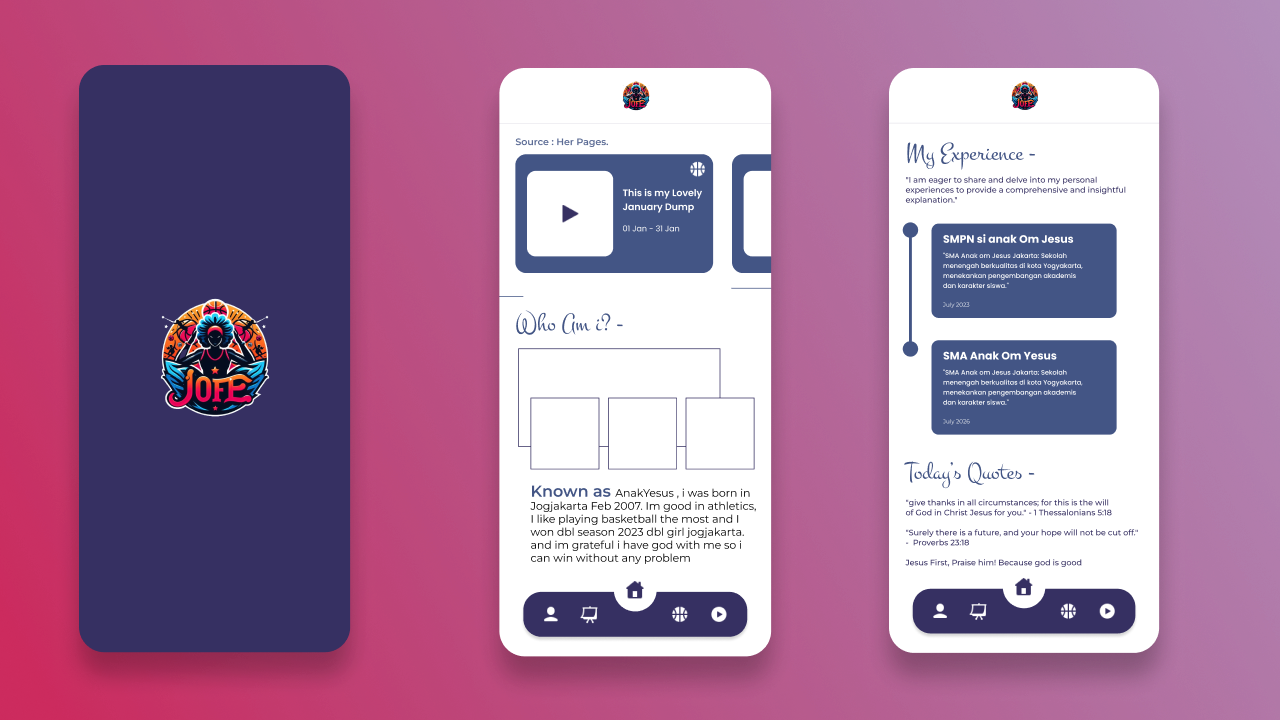 JOFE
JOFE
Source : Her Pages.
This is my Lovely
January Dump
01 Jan - 31 Jan
Who Am i? -
Known as AnakYesus , i was born in
Jogjakarta Feb 2007. Im good in athletics,
I like playing basketball the most and I
won dbl season 2023 dbl girl jogjakarta.
and im grateful i have god with me so i
can win without any problem
JOFE
My Experience -
"I am eager to share and delve into my personal
experiences to provide a comprehensive and insightful
explanation."
SMPN si anak Om Jesus
"SMA Anak om Jesus Jakarta: Sekolah
menengah berkualitas di kota Yogyakarta,
menekankan pengembangan akademis
dan karakter siswa."
July 2023
SMA Anak Om Yesus
"SMA Anak om Jesus Jakarta: Sekolah
menengah berkualitas di kota Yogyakarta,
menekankan pengembangan akademis
dan karakter siswa."
July 2026
Today's Quotes -
"give thanks in all circumstances; for this is the will
of God in Christ Jesus for you." - 1 Thessalonians 5:18
"Surely there is a future, and your hope will not be cut off."
- Proverbs 23:18
Jesus First, Praise him! Because god is good